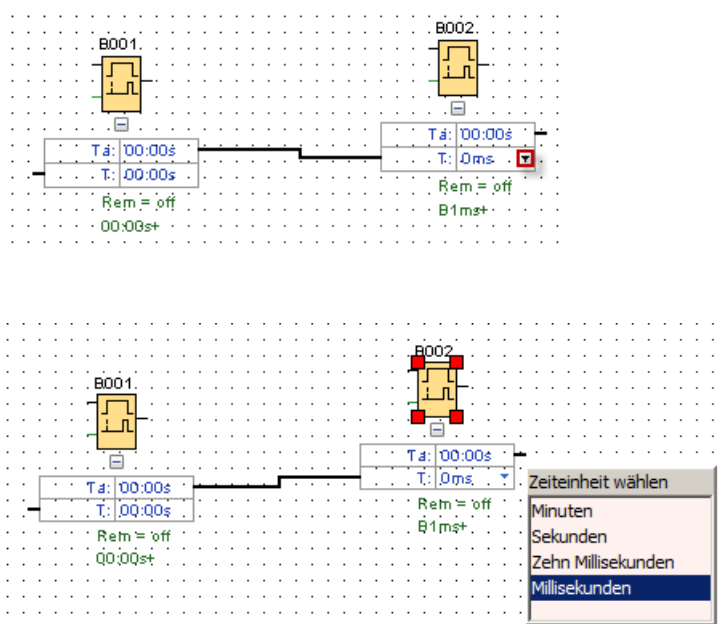 B001
B002
Ta: 00:00s
T: 00:00s
Rem = off
00:00s+
Ta: 00:00s
T: 0ms
Rem = off
B1ms+
B001
B002
Ta: 00:00s
T: 00:00s
Rem = off
00:00s+
Ta: 00:00s
T: 0ms
Rem = off
B1ms+
Zeiteinheit wählen
Minuten
Sekunden
Zehn Millisekunden
Millisekunden